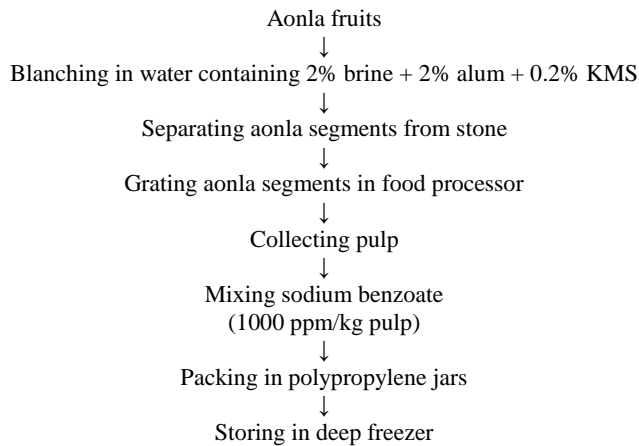 Aonla fruits
↓
Blanching in water containing 2% brine + 2% alum + 0.2% KMS
↓
Separating aonla segments from stone
↓
Grating aonla segments in food processor
↓
Collecting pulp
↓
Mixing sodium benzoate
(1000 ppm/kg pulp)
↓
Packing in polypropylene jars
↓
Storing in deep freezer